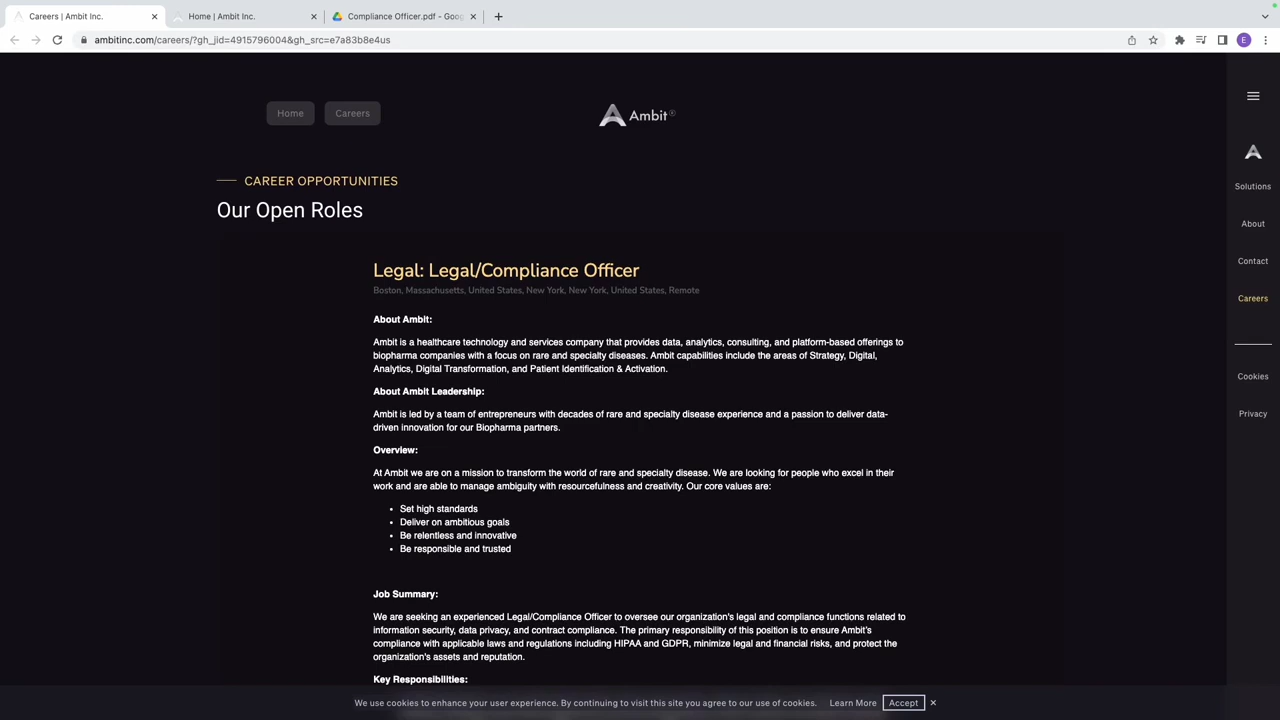 Careers | Ambit Inc.
Home | Ambit Inc.
Compliance Officer.pdf - Goog
ambitinc.com/careers/?gh_jid=4915796004&gh_src=e7a83b8e4us
E
Home
Careers
Ambit
CAREER OPPORTUNITIES
Our Open Roles
Legal: Legal/Compliance Officer
Boston, Massachusetts, United States, New York, New York, United States, Remote
About Ambit:
Ambit is a healthcare technology and services company that provides data, analytics, consulting, and platform-based offerings to
biopharma companies with a focus on rare and specialty diseases. Ambit capabilities include the areas of Strategy, Digital,
Analytics, Digital Transformation, and Patient Identification & Activation.
About Ambit Leadership:
Ambit is led by a team of entrepreneurs with decades of rare and specialty disease experience and a passion to deliver data-
driven innovation for our Biopharma partners.
Overview:
At Ambit we are on a mission to transform the world of rare and specialty disease. We are looking for people who excel in their
work and are able to manage ambiguity with resourcefulness and creativity. Our core values are:
• Set high standards
• Deliver on ambitious goals
• Be relentless and innovative
• Be responsible and trusted
Job Summary:
We are seeking an experienced Legal/Compliance Officer to oversee our organization's legal and compliance functions related to
information security, data privacy, and contract compliance. The primary responsibility of this position is to ensure Ambit's
compliance with applicable laws and regulations including HIPAA and GDPR, minimize legal and financial risks, and protect the
organization's assets and reputation.
Key Responsibilities:
Solutions
About
Contact
Careers
Cookies
Privacy
We use cookies to enhance your user experience. By continuing to visit this site you agree to our use of cookies.
Learn More
Accept